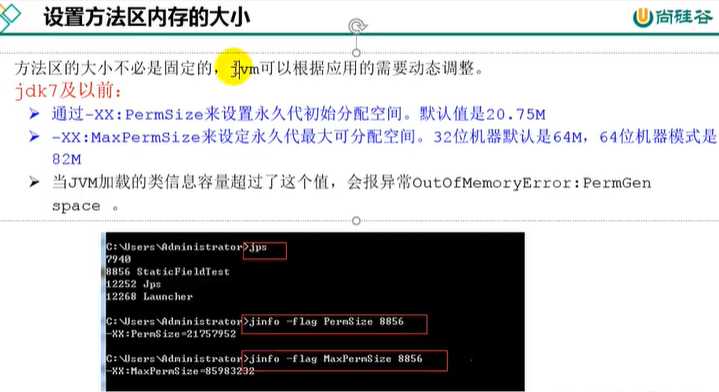 设置方法区内存的大小
尚硅谷
方法区的大小不必是固定的，jvm可以根据应用的需要动态调整。
jdk7及以前：
通过-XX:PermSize来设置永久代初始分配空间。默认值是20.75M
-XX:MaxPermSize来设定永久代最大可分配空间。32位机器默认是64M，64位机器模式是
82M
当JVM加载的类信息容量超过了这个值，会报异常OutOfMemoryError:PermGen
space 。
C:\Users\Administrator>jps
7940
8856 StaticFieldTest
12252 Jps
12268 Launcher
C:\Users\Administrator>jinfo -flag PermSize 8856
-XX:PermSize=21757952
C:\Users\Administrator>jinfo -flag MaxPermSize 8856
-XX:MaxPermSize=85983232